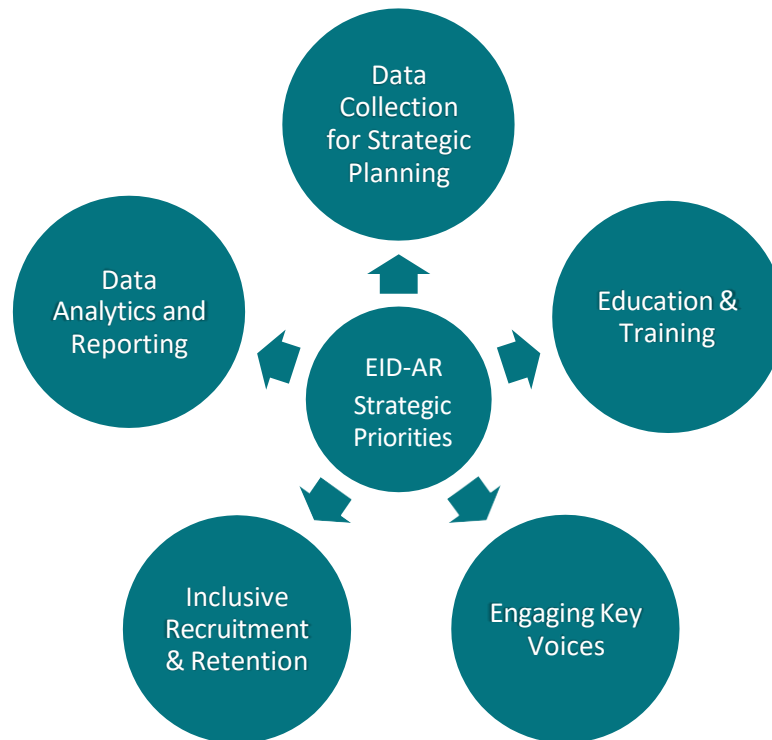 Data
Collection
for Strategic
Planning
Education &
Training
Engaging Key
Voices
Inclusive
Recruitment
& Retention
Data
Analytics and
Reporting
EID-AR
Strategic
Priorities